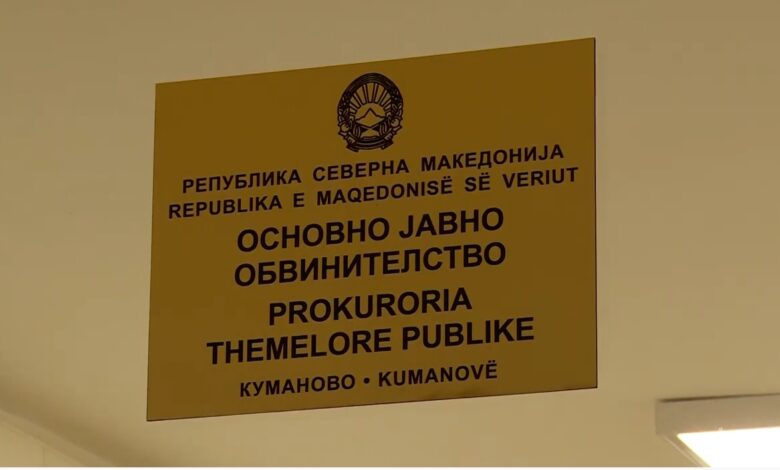 РЕПУБЛИКА СЕВЕРНА МАКЕДОНИЈА
REPUBLIKA E MAQEDONISË SË VERIUT
ОСНОВНО ЈАВНО
ОБВИНИТЕЛСТВО
PROKURORIA
THEMELORE PUBLIKE
КУМАНОВО • KUMANOVË